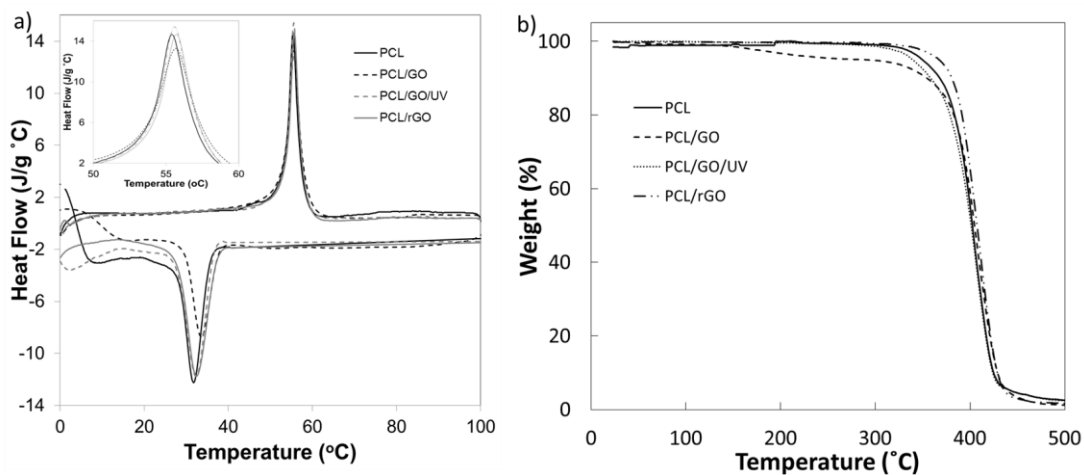 a)
Heat Flow (J/g ˚C)
14
10
6
2
-2
-6
-10
-14
0
20
40
60
80
100
Temperature (ºC)
Heat Flow (J/g ˚C)
14
10
6
2
50
55
60
Temperature (oC)
PCL
PCL/GO
PCL/GO/UV
PCL/rGO
b)
Weight (%)
100
80
60
40
20
0
0
100
200
300
400
500
Temperature (˚C)
PCL
PCL/GO
PCL/GO/UV
PCL/rGO